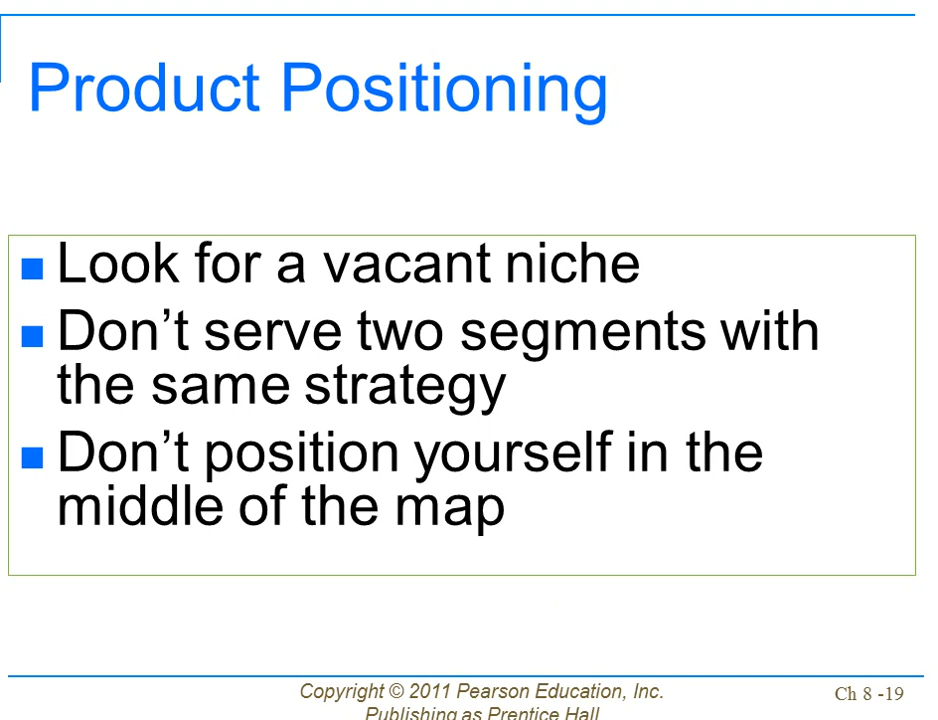 Product Positioning
Look for a vacant niche
Don’t serve two segments with
the same strategy
Don’t position yourself in the
middle of the map
Copyright © 2011 Pearson Education, Inc.
Publishing as Prentice Hall
Ch 8 -19